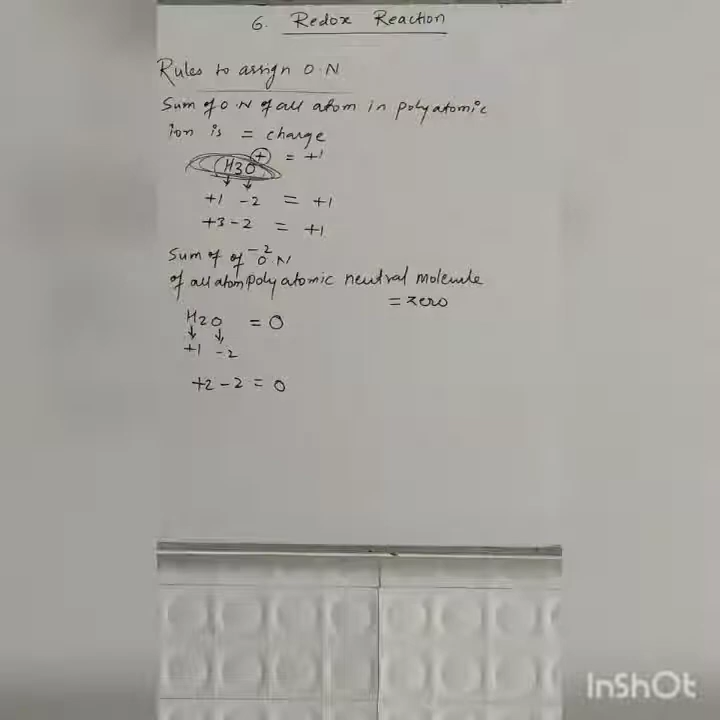 6. Redox Reaction
Rules to assign O.N
Sum of O.N of all atom in polyatomic
ion is = charge
H3O+ = +1
+1 -2 = +1
+3-2 = +1
-2
Sum of of O.N
of all atom polyatomic neutral molecule
= zero
H2O = 0
+1 -2
+2-2=0
InShOt